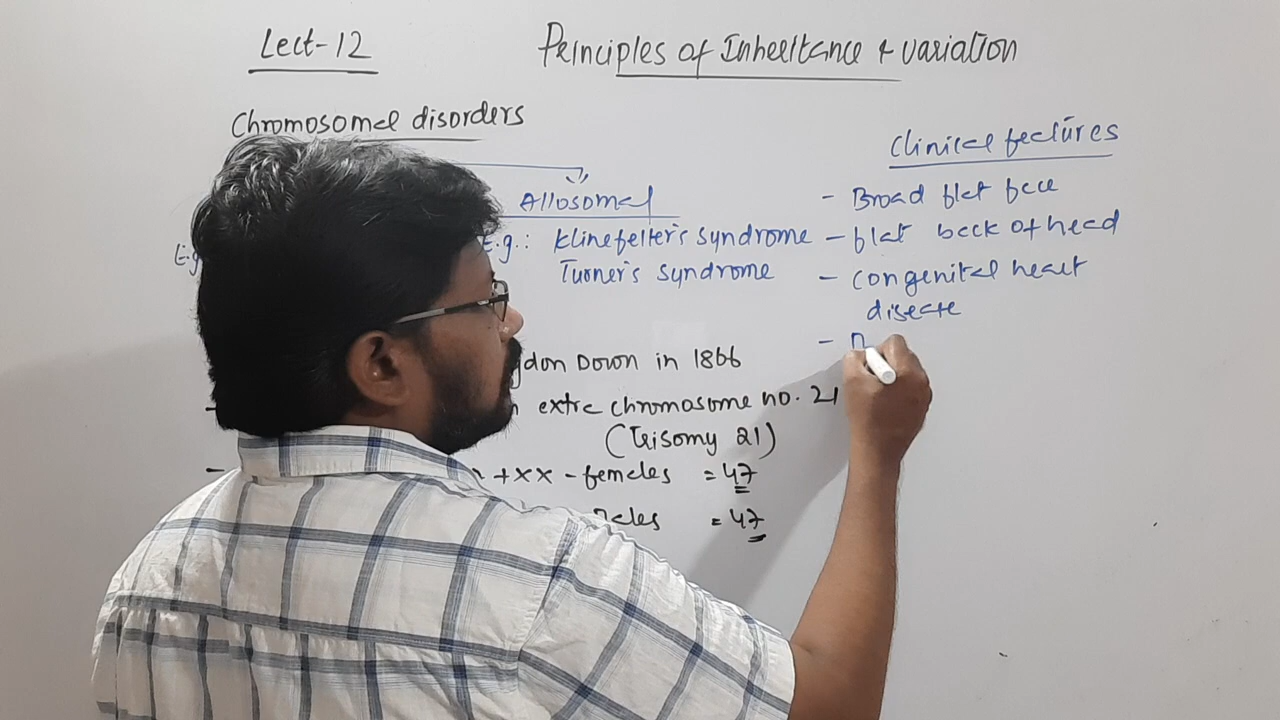 Lect-12
Principles of Inheritance & variation
Chromosomal disorders
Allosomal
E.g.: Klinefelter's syndrome
Turner's syndrome
E.g
gdon Down in 1866
extra chromosome no. 21
(Trisomy 21)
+XX - females = 47
= 47
Clinical features
- Broad flat face
- flat back of head
- congenital heart
disease
-